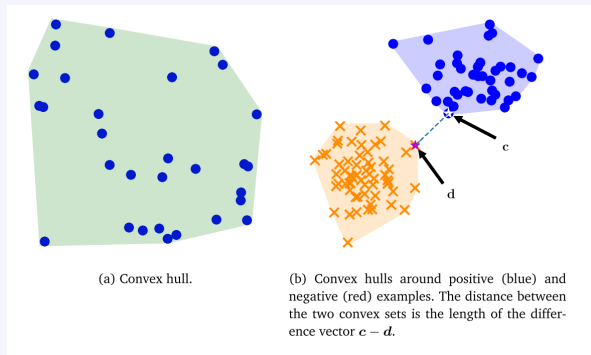 c
d
(a) Convex hull.
(b) Convex hulls around positive (blue) and
negative (red) examples. The distance between
the two convex sets is the length of the differ-
ence vector c − d.